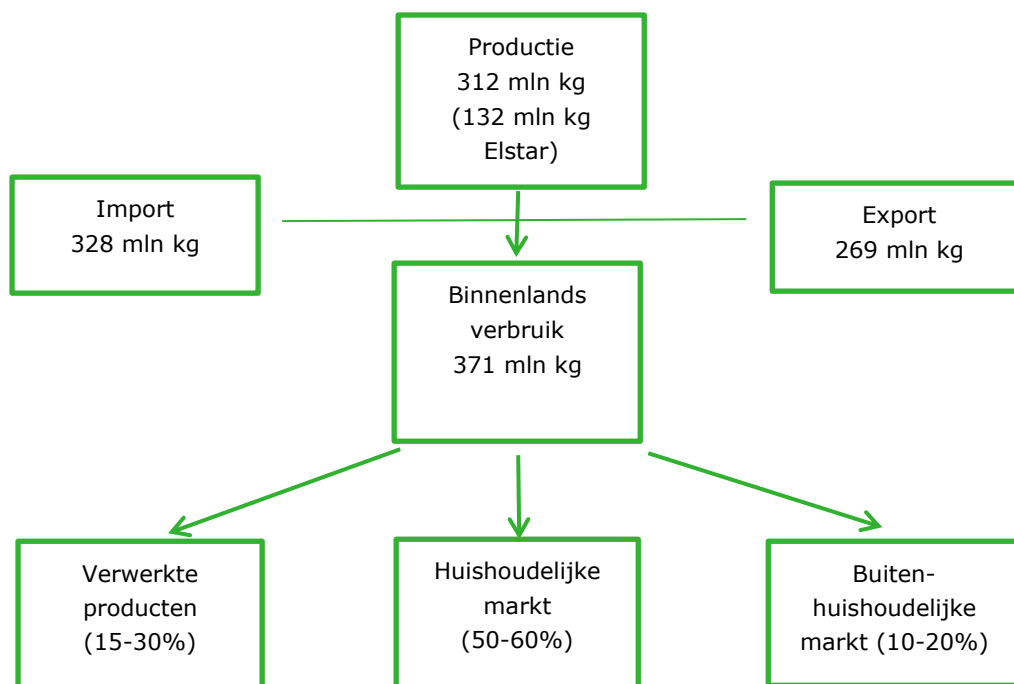 Productie
312 mln kg
(132 mln kg
Elstar)
Import
328 mln kg
Export
269 mln kg
Binnenlands
verbruik
371 mln kg
Verwerkte
producten
(15-30%)
Huishoudelijke
markt
(50-60%)
Buiten-
huishoudelijke
markt (10-20%)